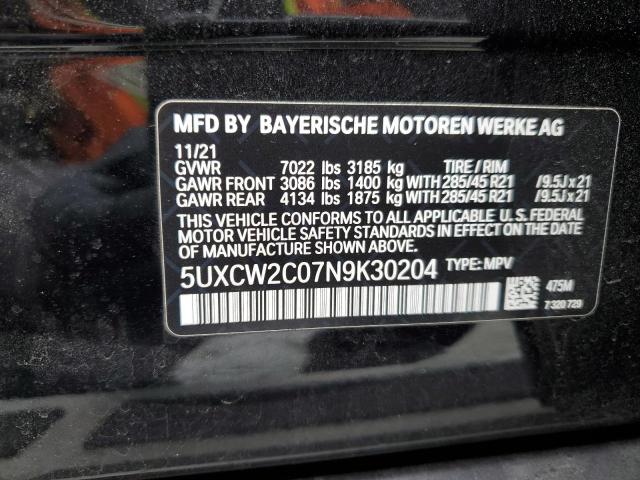 MFD BY BAYERISCHE MOTOREN WERKE AG
11/21
GVWR 7022 lbs 3185 kg TIRE/RIM
GAWR FRONT 3086 lbs 1400 kg WITH 285/45 R21 /9.5J x 21
GAWR REAR 4134 lbs 1875 kg WITH 285/45 R21 /9.5J x 21
THIS VEHICLE CONFORMS TO ALL APPLICABLE U.S. FEDERAL
MOTOR VEHICLE SAFETY STANDARDS IN EFFECT ON THE DATE
OF MANUFACTURE SHOWN ABOVE.
5UXCW2C07N9K30204 TYPE: MPV
475M
7 320 729